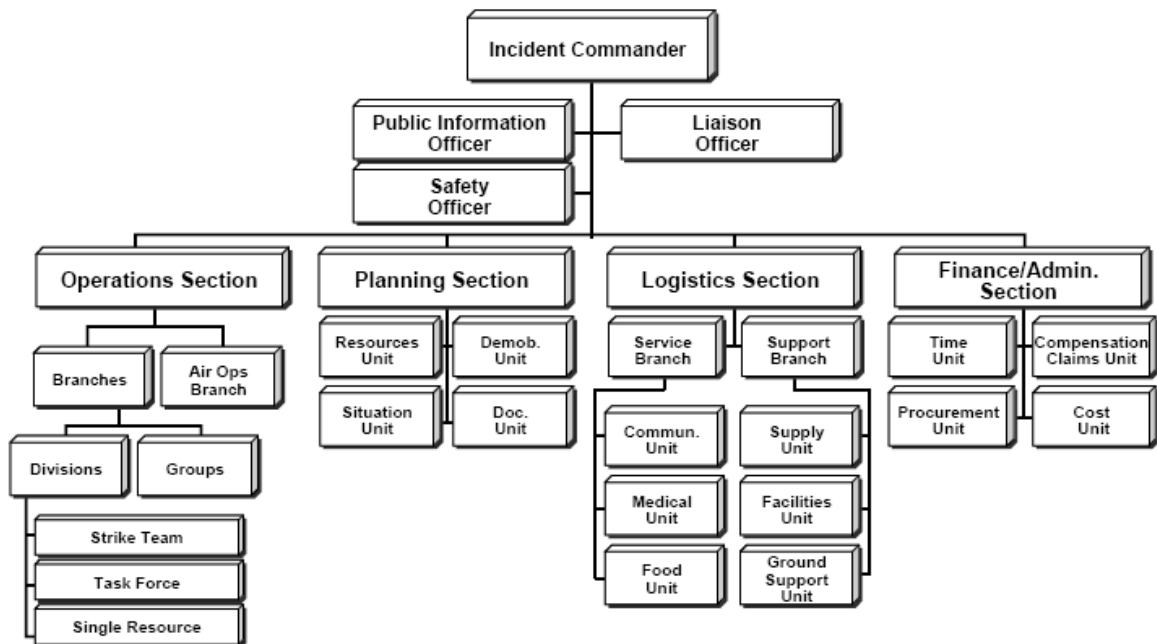 Incident Commander
Public Information
Officer
Liaison
Officer
Safety
Officer
Operations Section
Planning Section
Logistics Section
Finance/Admin.
Section
Branches
Air Ops
Branch
Divisions
Groups
Strike Team
Task Force
Single Resource
Resources
Unit
Demob.
Unit
Situation
Unit
Doc.
Unit
Service
Branch
Support
Branch
Commun.
Unit
Medical
Unit
Food
Unit
Supply
Unit
Facilities
Unit
Ground
Support
Unit
Time
Unit
Compensation
Claims Unit
Procurement
Unit
Cost
Unit